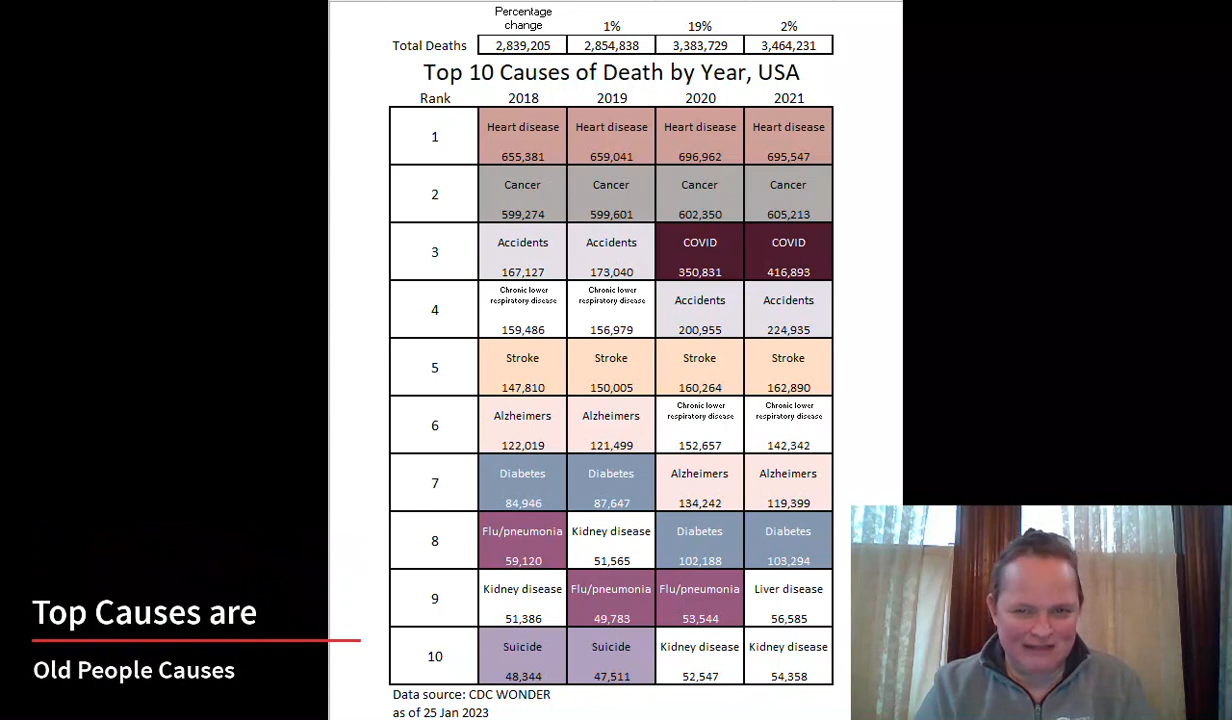 Percentage
change 1% 19% 2%
Total Deaths 2,839,205 2,854,838 3,383,729 3,464,231
Top 10 Causes of Death by Year, USA
Rank 2018 2019 2020 2021
1 Heart disease Heart disease Heart disease Heart disease
655,381 659,041 696,962 695,547
2 Cancer Cancer Cancer Cancer
599,274 599,601 602,350 605,213
3 Accidents Accidents COVID COVID
167,127 173,040 350,831 416,893
4 Chronic lower respiratory disease Chronic lower respiratory disease Accidents Accidents
159,486 156,979 200,955 224,935
5 Stroke Stroke Stroke Stroke
147,810 150,005 160,264 162,890
6 Alzheimers Alzheimers Chronic lower respiratory disease Chronic lower respiratory disease
122,019 121,499 152,657 142,342
7 Diabetes Diabetes Alzheimers Alzheimers
84,946 87,647 134,242 119,399
8 Flu/pneumonia Kidney disease Diabetes Diabetes
59,120 51,565 102,188 103,294
9 Kidney disease Flu/pneumonia Flu/pneumonia Liver disease
51,386 49,783 53,544 56,585
10 Suicide Suicide Kidney disease Kidney disease
48,344 47,511 52,547 54,358
Data source: CDC WONDER
as of 25 Jan 2023
Top Causes are
Old People Causes